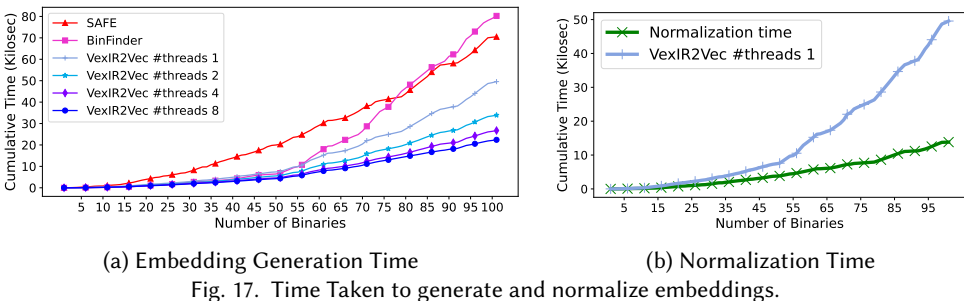 80
70
60
50
40
30
20
10
0
Cumulative Time (Kilosec)
SAFE
BinFinder
VexIR2Vec #threads 1
VexIR2Vec #threads 2
VexIR2Vec #threads 4
VexIR2Vec #threads 8
5 10 15 20 25 30 35 40 45 50 55 60 65 70 75 80 85 90 95 100
Number of Binaries
(a) Embedding Generation Time
50
40
30
20
10
0
Cumulative Time (Kilosec)
Normalization time
VexIR2Vec #threads 1
5 15 25 35 45 55 65 75 85 95
Number of Binaries
(b) Normalization Time
Fig. 17. Time Taken to generate and normalize embeddings.